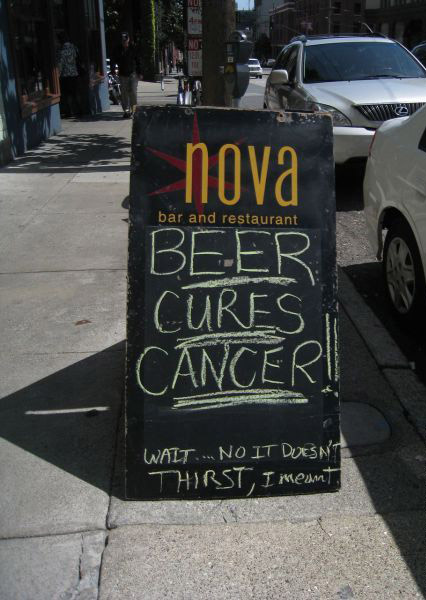 nova
bar and restaurant
BEER
CURES
CANCER!
WAIT... NO IT DOESN'T
THIRST, I meant